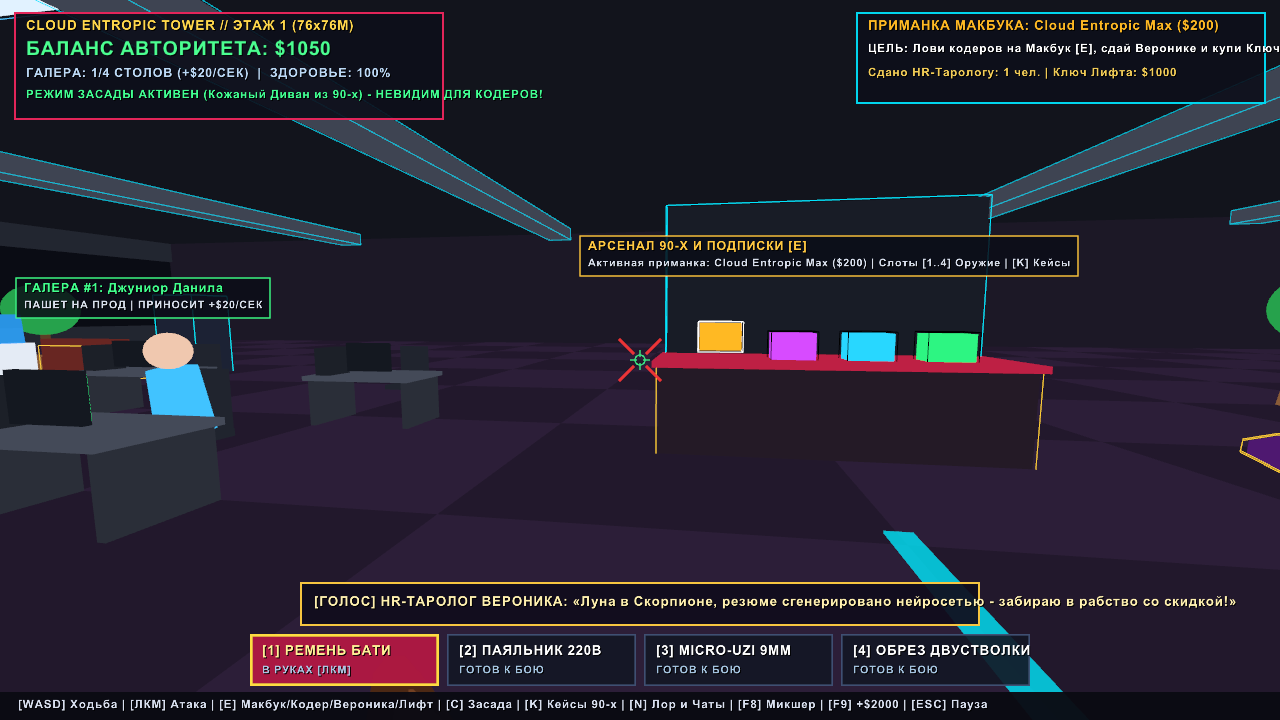 CLOUD ENTROPIC TOWER // ЭТАЖ 1 (76x76М)
БАЛАНС АВТОРИТЕТА: $1050
ГАЛЕРА: 1/4 СТОЛОВ (+$20/СЕК) | ЗДОРОВЬЕ: 100%
РЕЖИМ ЗАСАДЫ АКТИВЕН (Кожаный Диван из 90-х) - НЕВИДИМ ДЛЯ КОДЕРОВ!
ПРИМАНКА МАКБУКА: Cloud Entropic Max ($200)
ЦЕЛЬ: Лови кодеров на Макбук [E], сдай Веронике и купи Ключ
Сдано HR-Тарологу: 1 чел. | Ключ Лифта: $1000
АРСЕНАЛ 90-Х И ПОДПИСКИ [E]
Активная приманка: Cloud Entropic Max ($200) | Слоты [1..4] Оружие | [K] Кейсы
ГАЛЕРА #1: Джуниор Данила
ПАШЕТ НА ПРОД | ПРИНОСИТ +$20/СЕК
[ГОЛОС] HR-ТАРОЛОГ ВЕРОНИКА: «Луна в Скорпионе, резюме сгенерировано нейросетью - забираю в рабство со скидкой!»
[1] РЕМЕНЬ БАТИ
В РУКАХ [ЛКМ]
[2] ПАЯЛЬНИК 220В
ГОТОВ К БОЮ
[3] MICRO-UZI 9MM
ГОТОВ К БОЮ
[4] ОБРЕЗ ДВУСТВОЛКИ
ГОТОВ К БОЮ
[WASD] Ходьба | [ЛКМ] Атака | [E] Макбук/Кодер/Вероника/Лифт | [C] Засада | [K] Кейсы 90-х | [N] Лор и Чаты | [F8] Микшер | [F9] +$2000 | [ESC] Пауза